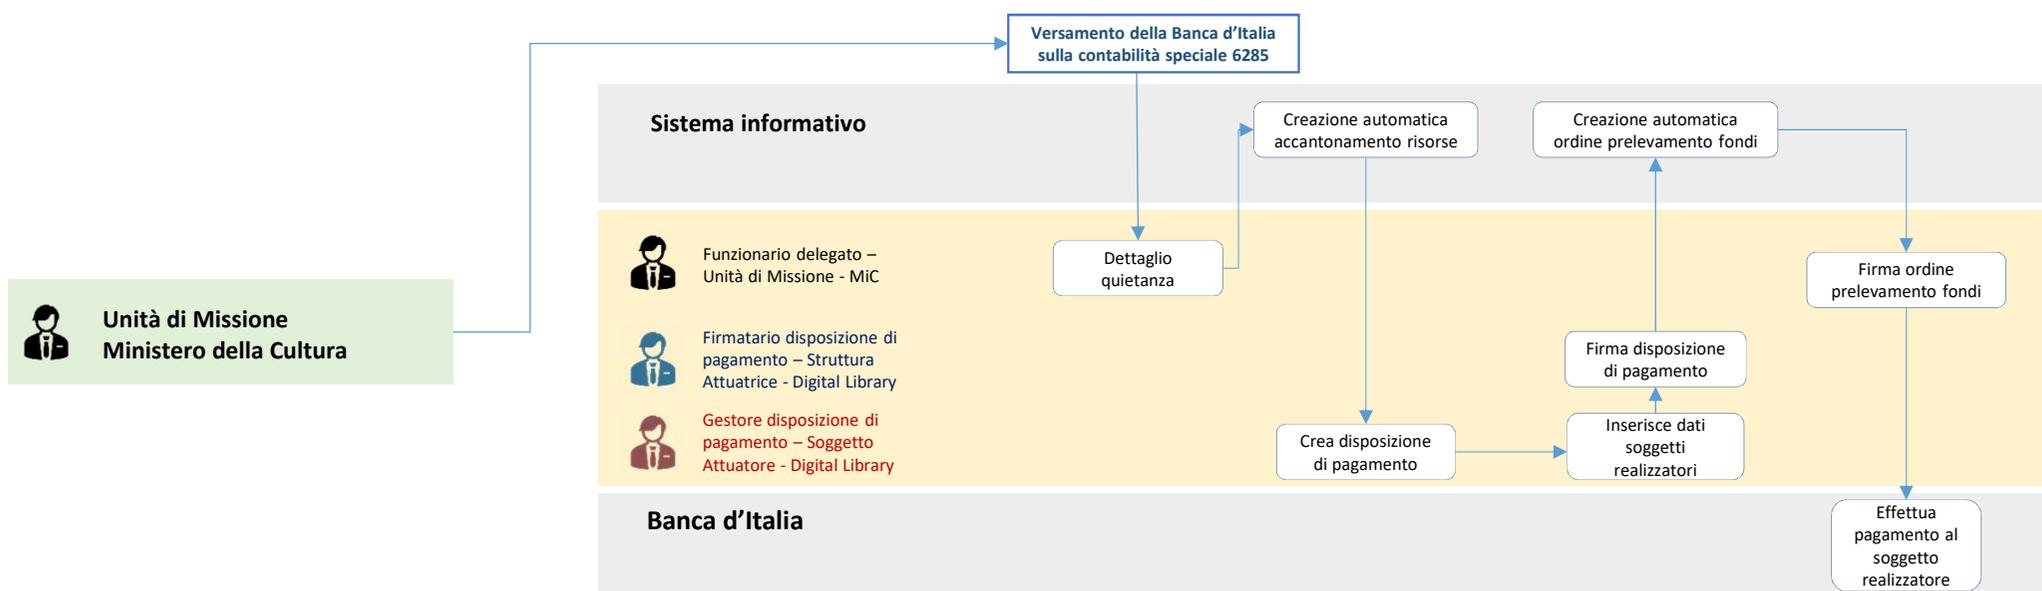 Versamento della Banca d’Italia
sulla contabilità speciale 6285
Sistema informativo
Creazione automatica
accantonamento risorse
Creazione automatica
ordine prelevamento fondi
Funzionario delegato –
Unità di Missione - MiC
Dettaglio
quietanza
Firma ordine
prelevamento fondi
Unità di Missione
Ministero della Cultura
Firmatario disposizione di
pagamento – Struttura
Attuatrice - Digital Library
Firma disposizione
di pagamento
Gestore disposizione di
pagamento – Soggetto
Attuatore - Digital Library
Crea disposizione
di pagamento
Inserisce dati
soggetti
realizzatori
Banca d’Italia
Effettua
pagamento al
soggetto
realizzatore